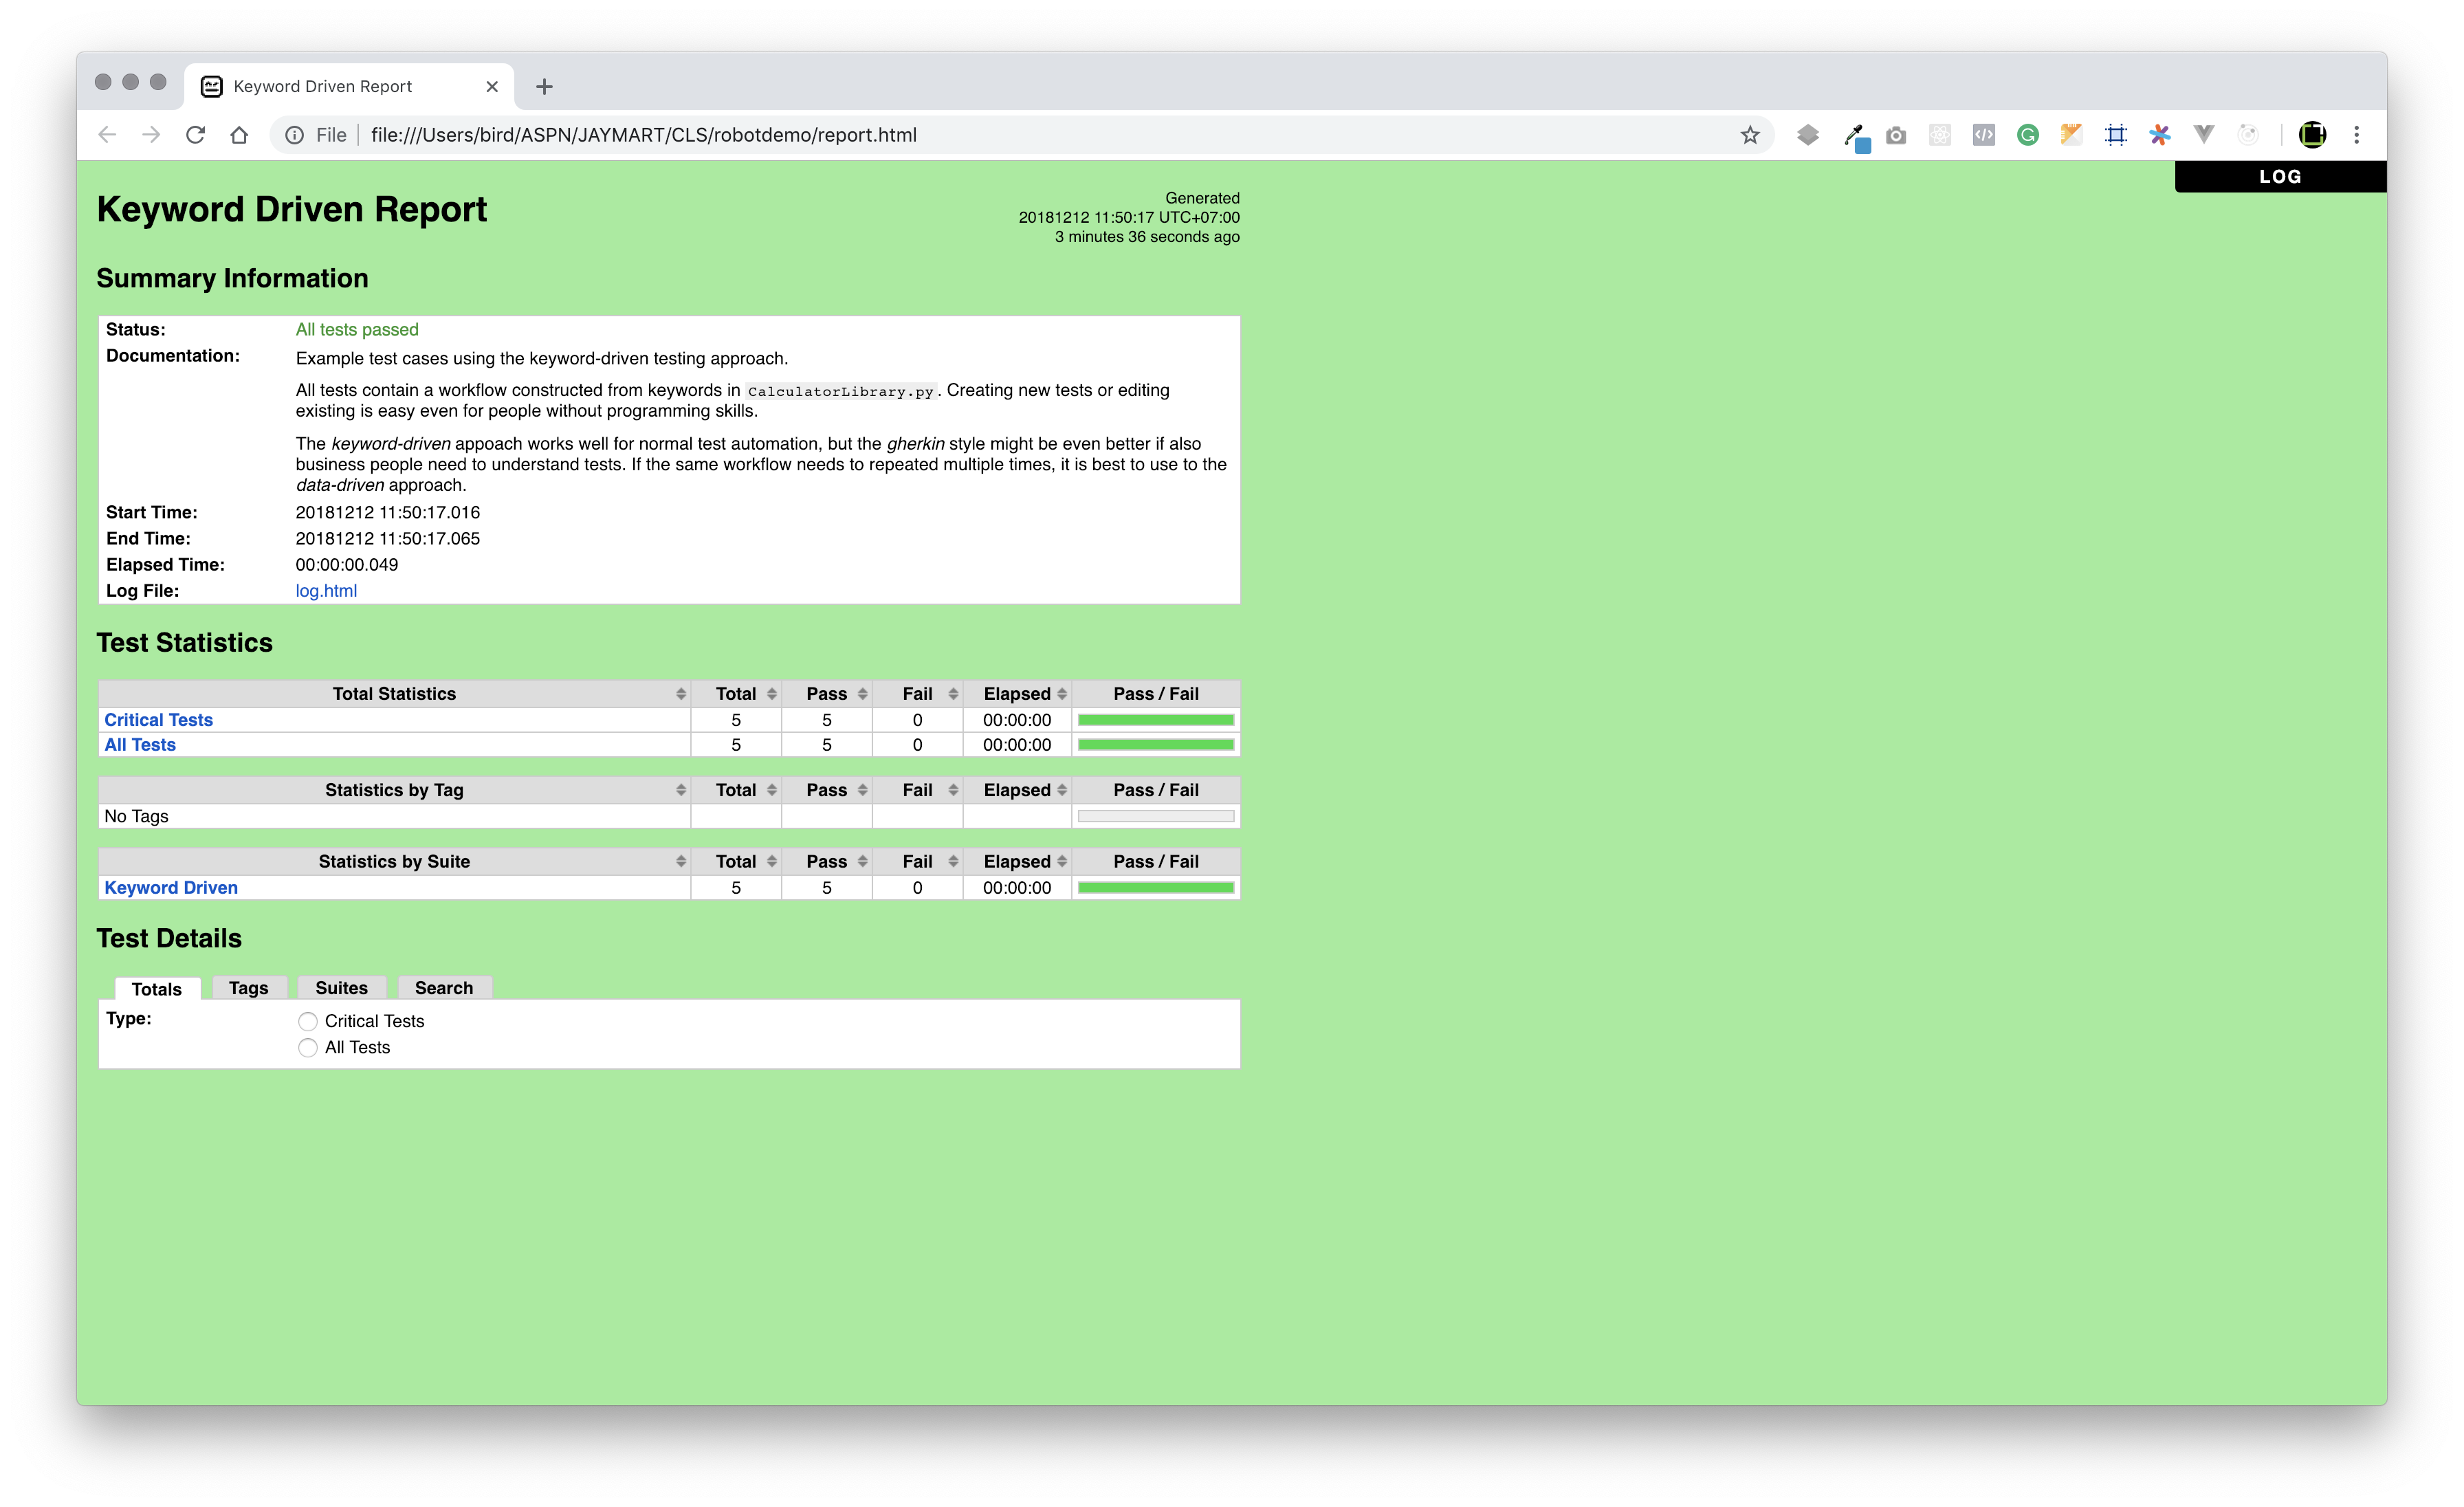 Keyword Driven Report
File file:///Users/bird/ASPN/JAYMART/CLS/robotdemo/report.html
LOG
Keyword Driven Report
Generated
20181212 11:50:17 UTC+07:00
3 minutes 36 seconds ago
Summary Information
Status: All tests passed
Documentation: Example test cases using the keyword-driven testing approach.
All tests contain a workflow constructed from keywords in CalculatorLibrary.py. Creating new tests or editing
existing is easy even for people without programming skills.
The keyword-driven appoach works well for normal test automation, but the gherkin style might be even better if also
business people need to understand tests. If the same workflow needs to repeated multiple times, it is best to use to the
data-driven approach.
Start Time: 20181212 11:50:17.016
End Time: 20181212 11:50:17.065
Elapsed Time: 00:00:00.049
Log File: log.html
Test Statistics
Total Statistics Total Pass Fail Elapsed Pass / Fail
Critical Tests 5 5 0 00:00:00
All Tests 5 5 0 00:00:00
Statistics by Tag Total Pass Fail Elapsed Pass / Fail
No Tags
Statistics by Suite Total Pass Fail Elapsed Pass / Fail
Keyword Driven 5 5 0 00:00:00
Test Details
Totals Tags Suites Search
Type: Critical Tests
All Tests